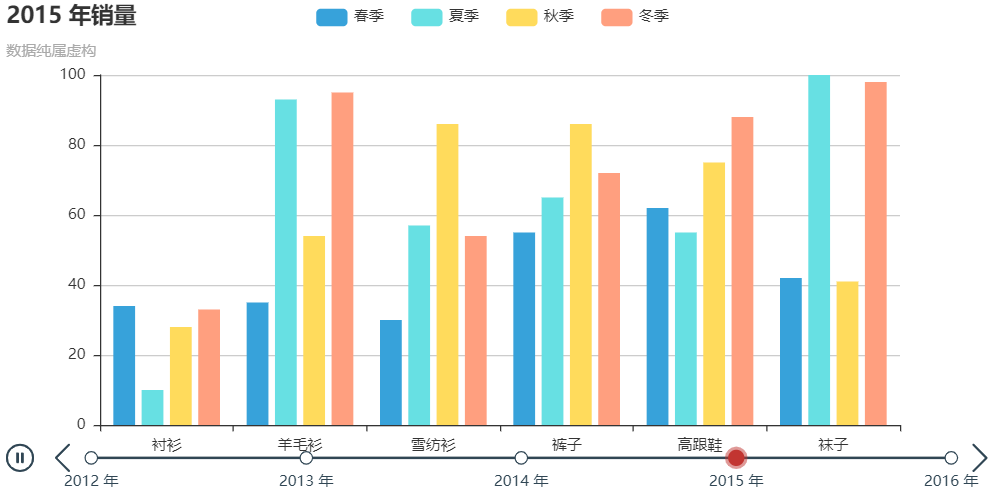 2015 年销量
春季 夏季 秋季 冬季
数据纯属虚构
100
80
60
40
20
0
衬衫 羊毛衫 雪纺衫 裤子 高跟鞋 袜子
2012 年 2013 年 2014 年 2015 年 2016 年